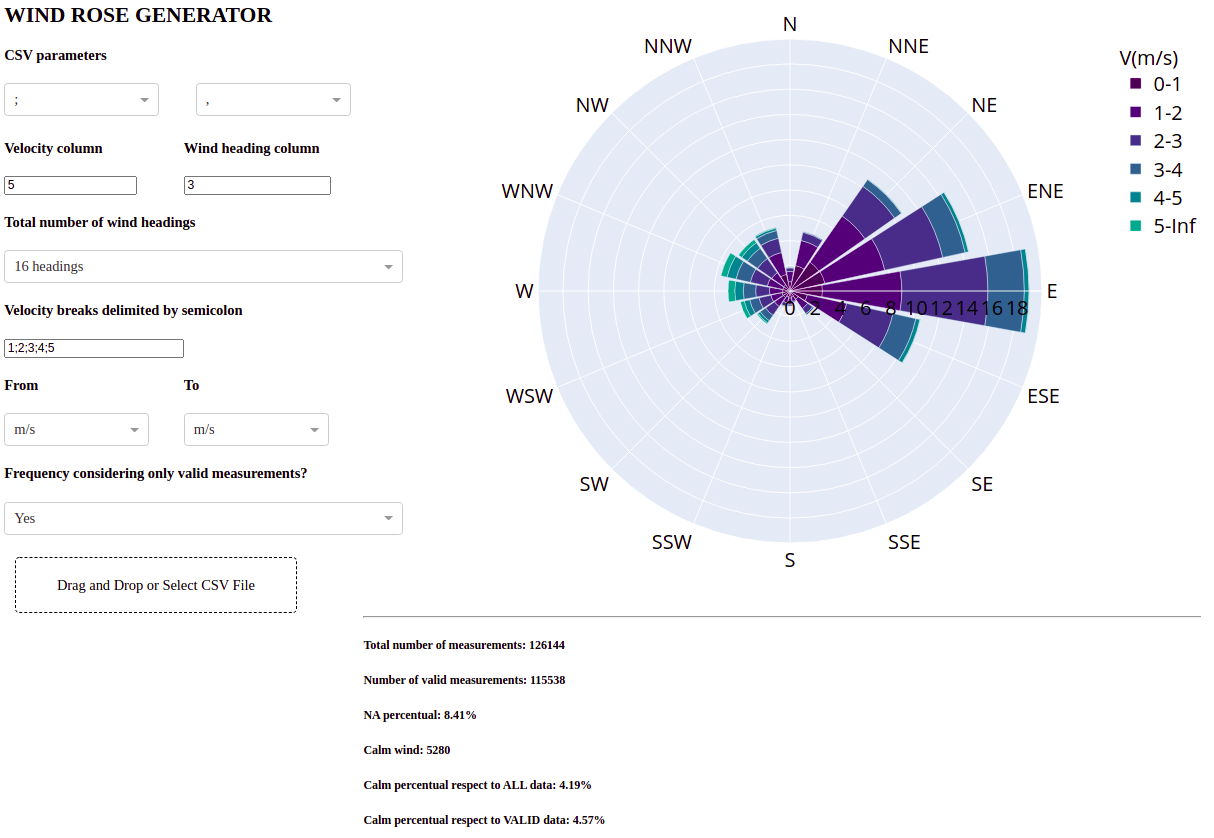 WIND ROSE GENERATOR
CSV parameters
;
,
Velocity column
Wind heading column
5
3
Total number of wind headings
16 headings
Velocity breaks delimited by semicolon
1;2;3;4;5
From
To
m/s
m/s
Frequency considering only valid measurements?
Yes
Drag and Drop or Select CSV File
N
NNE
NE
ENE
E
ESE
SE
SSE
S
SSW
SW
WSW
W
WNW
NW
NNW
0 2 4 6 8 10 12 14 16 18
V(m/s)
0-1
1-2
2-3
3-4
4-5
5-Inf
Total number of measurements: 126144
Number of valid measurements: 115538
NA percentual: 8.41%
Calm wind: 5280
Calm percentual respect to ALL data: 4.19%
Calm percentual respect to VALID data: 4.57%